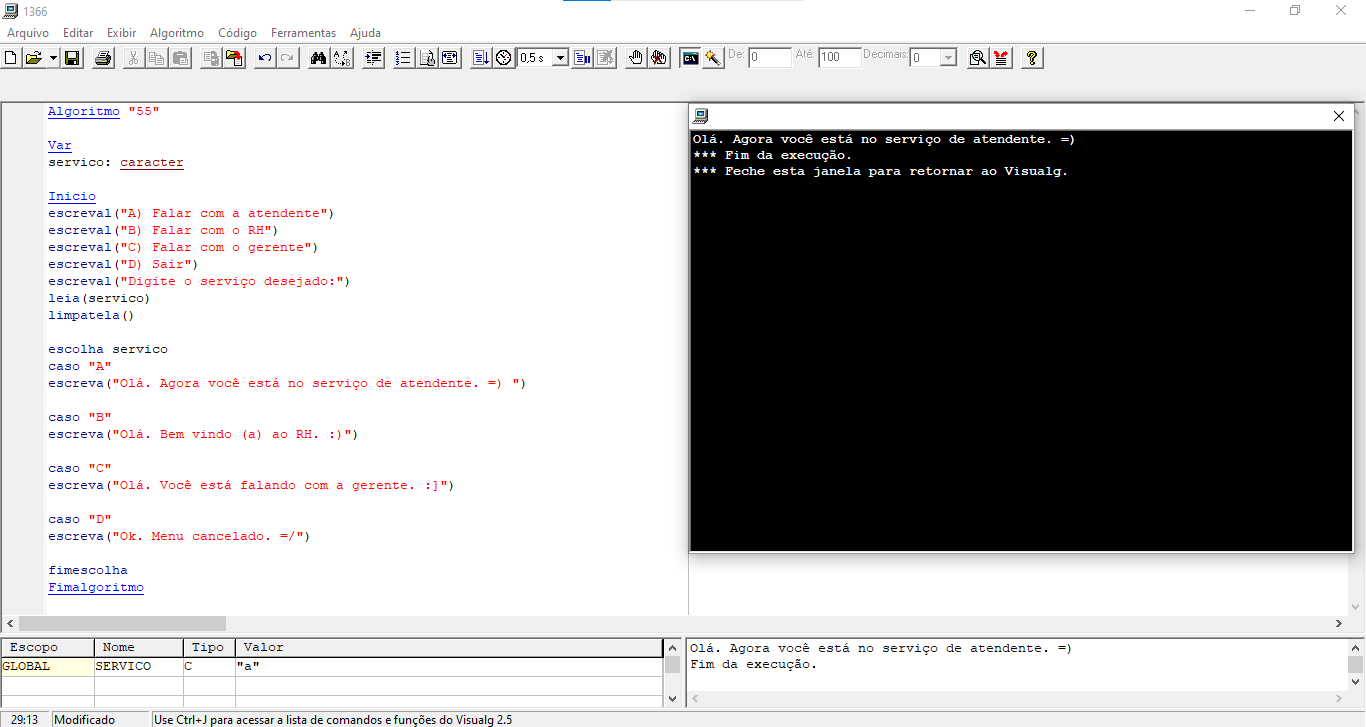 1366
Arquivo Editar Exibir Algoritmo Código Ferramentas Ajuda
0,5 s De: 0 Até: 100 Decimais: 0
Algoritmo "55"
Var
servico: caracter
Inicio
escreval("A) Falar com a atendente")
escreval("B) Falar com o RH")
escreval("C) Falar com o gerente")
escreval("D) Sair")
escreval("Digite o serviço desejado:")
leia(servico)
limpatela()
escolha servico
caso "A"
escreva("Olá. Agora você está no serviço de atendente. =) ")
caso "B"
escreva("Olá. Bem vindo (a) ao RH. :)")
caso "C"
escreva("Olá. Você está falando com a gerente. :]")
caso "D"
escreva("Ok. Menu cancelado. =/")
fimescolha
Fimalgoritmo
Olá. Agora você está no serviço de atendente. =)
*** Fim da execução.
*** Feche esta janela para retornar ao Visualg.
Escopo Nome Tipo Valor
GLOBAL SERVICO C "a"
Olá. Agora você está no serviço de atendente. =)
Fim da execução.
29:13 Modificado Use Ctrl+J para acessar a lista de comandos e funções do Visualg 2.5